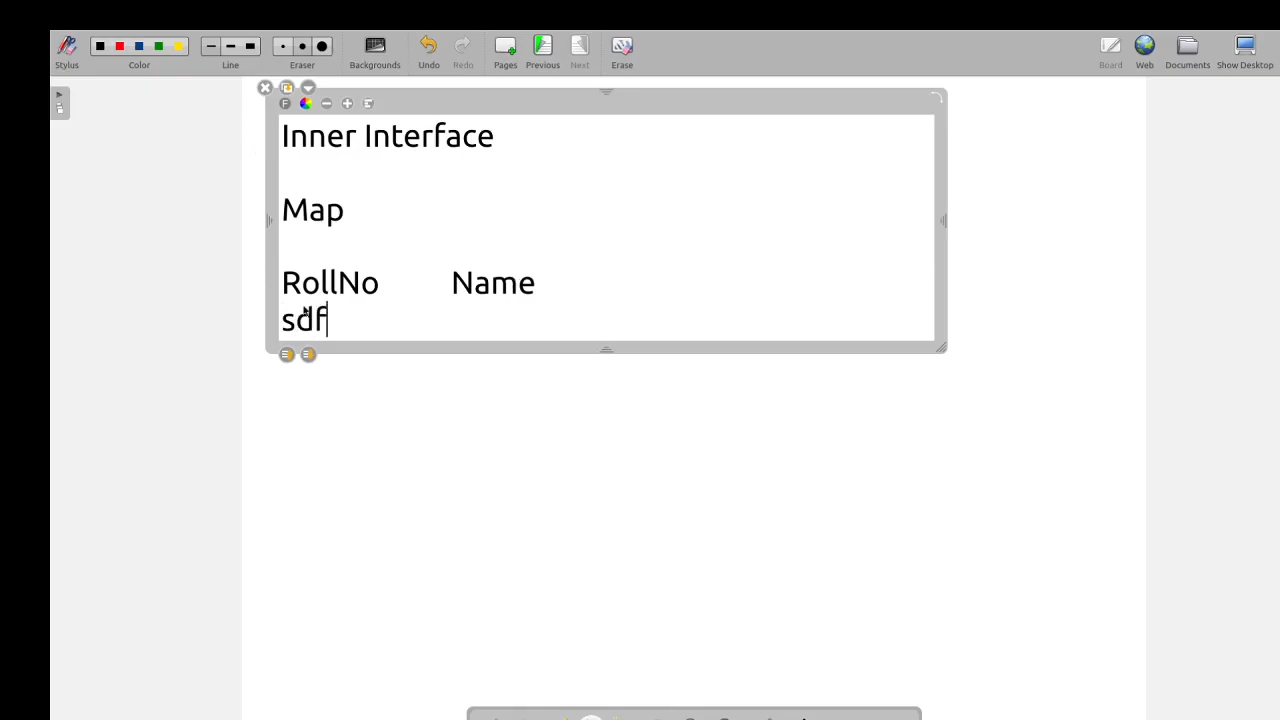 Stylus Color Line Eraser Backgrounds Undo Redo Pages Previous Next Erase Board Web Documents Show Desktop
F
Inner Interface
Map
RollNo Name
sdf